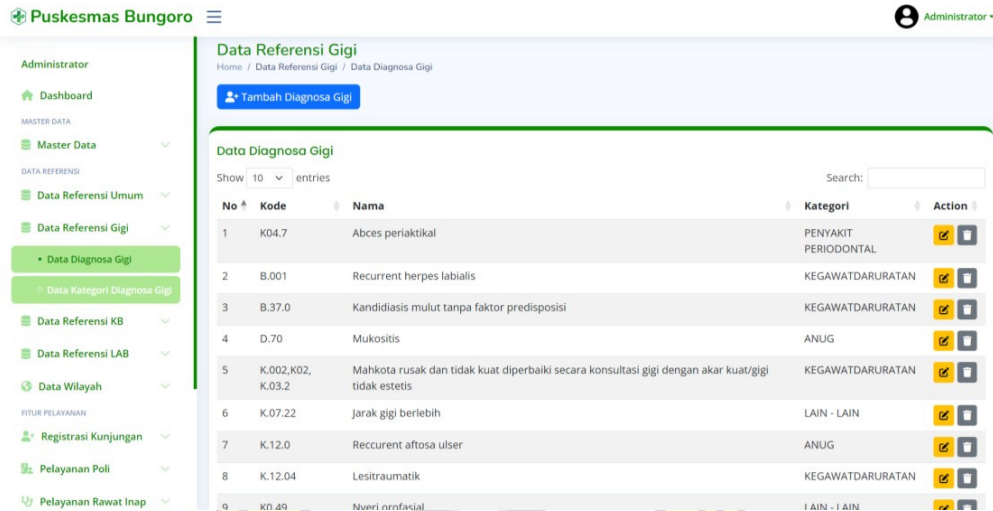 Puskesmas Bungoro
Administrator
Administrator
Dashboard
MASTER DATA
Master Data
DATA REFERENSI
Data Referensi Umum
Data Referensi Gigi
Data Diagnosa Gigi
Data Kategori Diagnosa Gigi
Data Referensi KB
Data Referensi LAB
Data Wilayah
FITUR PELAYANAN
Registrasi Kunjungan
Pelayanan Poli
Pelayanan Rawat Inap
Data Referensi Gigi
Home / Data Referensi Gigi / Data Diagnosa Gigi
Tambah Diagnosa Gigi
Data Diagnosa Gigi
Show 10 entries
Search:
No Kode Nama Kategori Action
1 K04.7 Abces periaktikal PENYAKIT
PERIODONTAL
2 B.001 Recurrent herpes labialis KEGAWATDARURATAN
3 B.37.0 Kandidiasis mulut tanpa faktor predisposisi KEGAWATDARURATAN
4 D.70 Mukositis ANUG
5 K.002,K02, Mahkota rusak dan tidak kuat diperbaiki secara konsultasi gigi dengan akar kuat/gigi KEGAWATDARURATAN
K.03.2 tidak estetis
6 K.07.22 Jarak gigi berlebih LAIN - LAIN
7 K.12.0 Reccurent aftosa ulser ANUG
8 K.12.04 Lesitraumatik KEGAWATDARURATAN
9 K0.49 Nyeri orofasial LAIN - LAIN